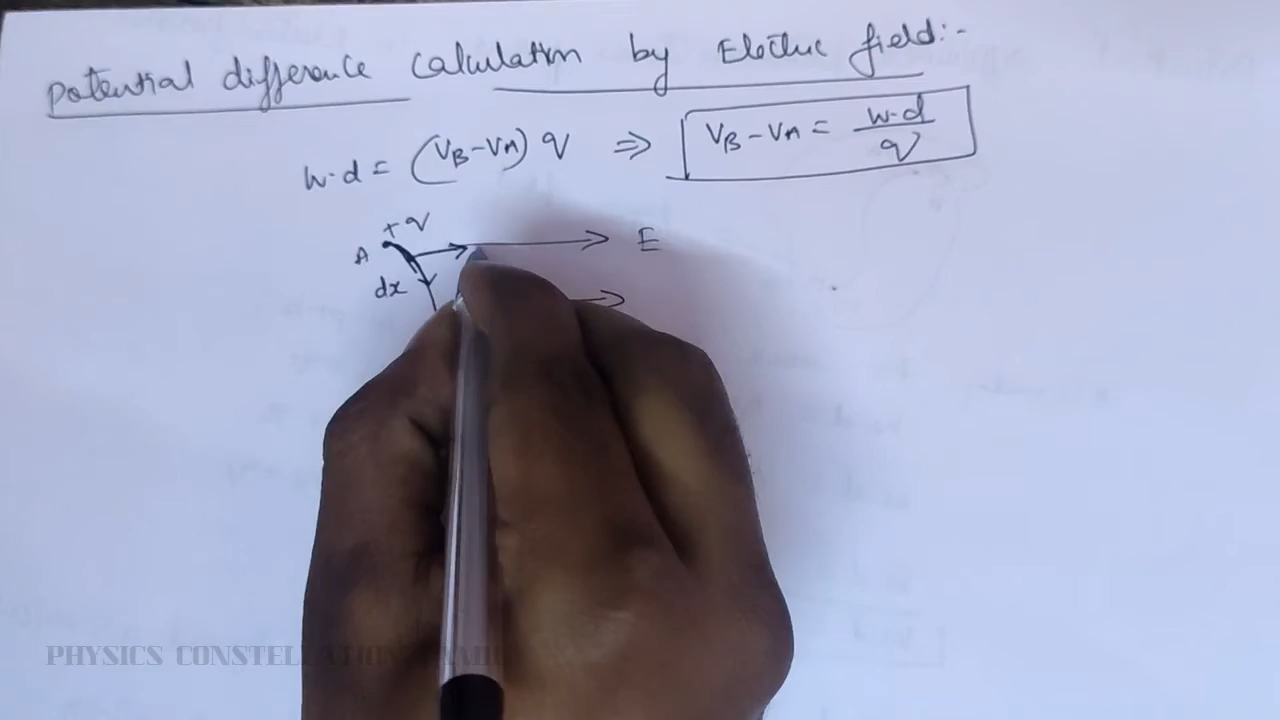 Potential difference calculation by Electric field:-
W·d = (VB-VA) q ⇒ VB-VA = W·d / q
+q
A E
dx
PHYSICS CONSTELLATION